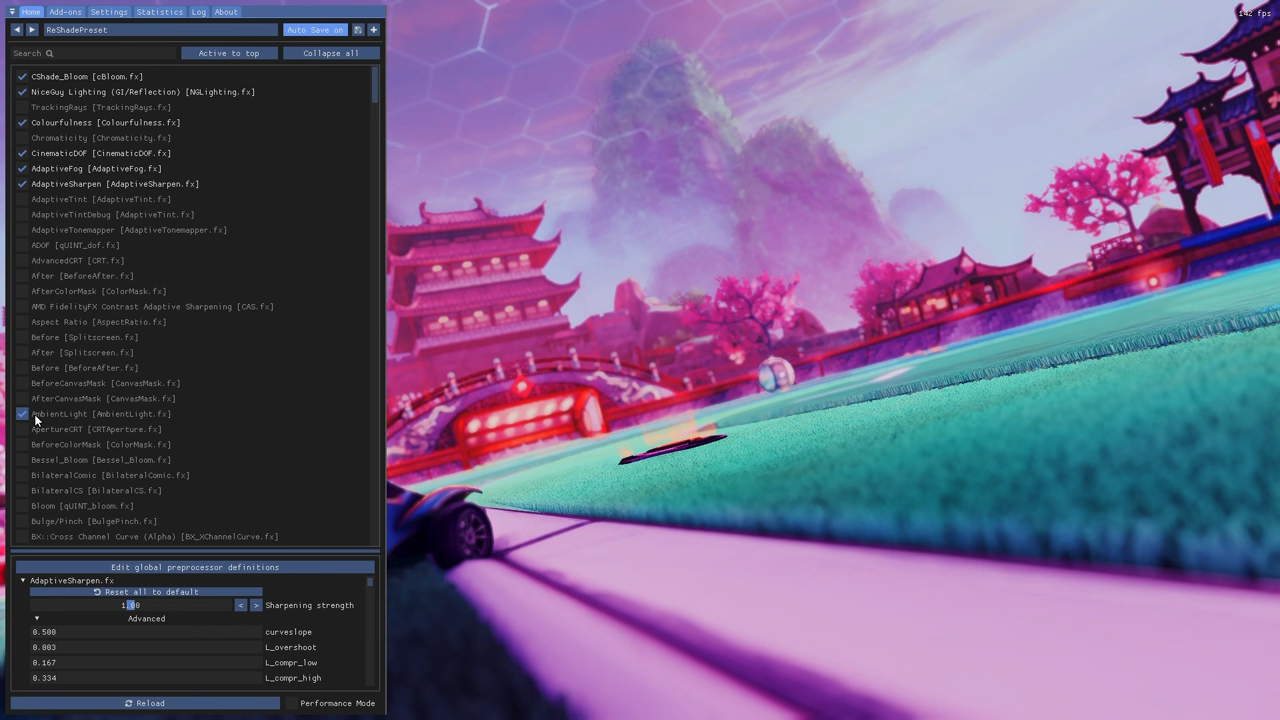 Home Add-ons Settings Statistics Log About
142 fps
ReShadePreset Auto Save on
Search Active to top Collapse all
CShade_Bloom [cBloom.fx]
NiceGuy Lighting (GI/Reflection) [NGLighting.fx]
TrackingRays [TrackingRays.fx]
Colourfulness [Colourfulness.fx]
Chromaticity [Chromaticity.fx]
CinematicDOF [CinematicDOF.fx]
AdaptiveFog [AdaptiveFog.fx]
AdaptiveSharpen [AdaptiveSharpen.fx]
AdaptiveTint [AdaptiveTint.fx]
AdaptiveTintDebug [AdaptiveTint.fx]
AdaptiveTonemapper [AdaptiveTonemapper.fx]
ADOF [qUINT_dof.fx]
AdvancedCRT [CRT.fx]
After [BeforeAfter.fx]
AfterColorMask [ColorMask.fx]
AMD FidelityFX Contrast Adaptive Sharpening [CAS.fx]
Aspect Ratio [AspectRatio.fx]
Before [Splitscreen.fx]
After [Splitscreen.fx]
Before [BeforeAfter.fx]
BeforeCanvasMask [CanvasMask.fx]
AfterCanvasMask [CanvasMask.fx]
AmbientLight [AmbientLight.fx]
ApertureCRT [CRTAperture.fx]
BeforeColorMask [ColorMask.fx]
Bessel_Bloom [Bessel_Bloom.fx]
BilateralComic [BilateralComic.fx]
BilateralCS [BilateralCS.fx]
Bloom [qUINT_bloom.fx]
Bulge/Pinch [BulgePinch.fx]
BX::Cross Channel Curve (Alpha) [BX_XChannelCurve.fx]
Edit global preprocessor definitions
AdaptiveSharpen.fx
Reset all to default
1.00 < > Sharpening strength
Advanced
0.500 curveslope
0.003 L_overshoot
0.167 L_compr_low
0.334 L_compr_high
Reload Performance Mode